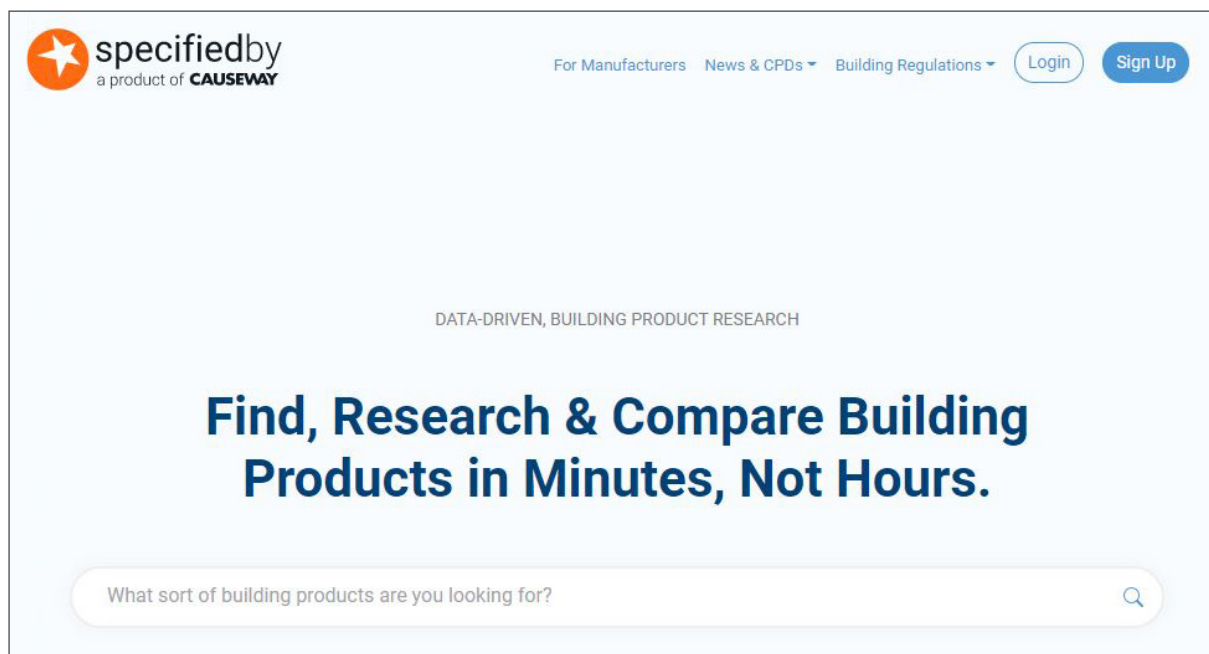 specifiedby
a product of CAUSEWAY
For Manufacturers News & CPDs Building Regulations Login Sign Up
DATA-DRIVEN, BUILDING PRODUCT RESEARCH
Find, Research & Compare Building
Products in Minutes, Not Hours.
What sort of building products are you looking for?